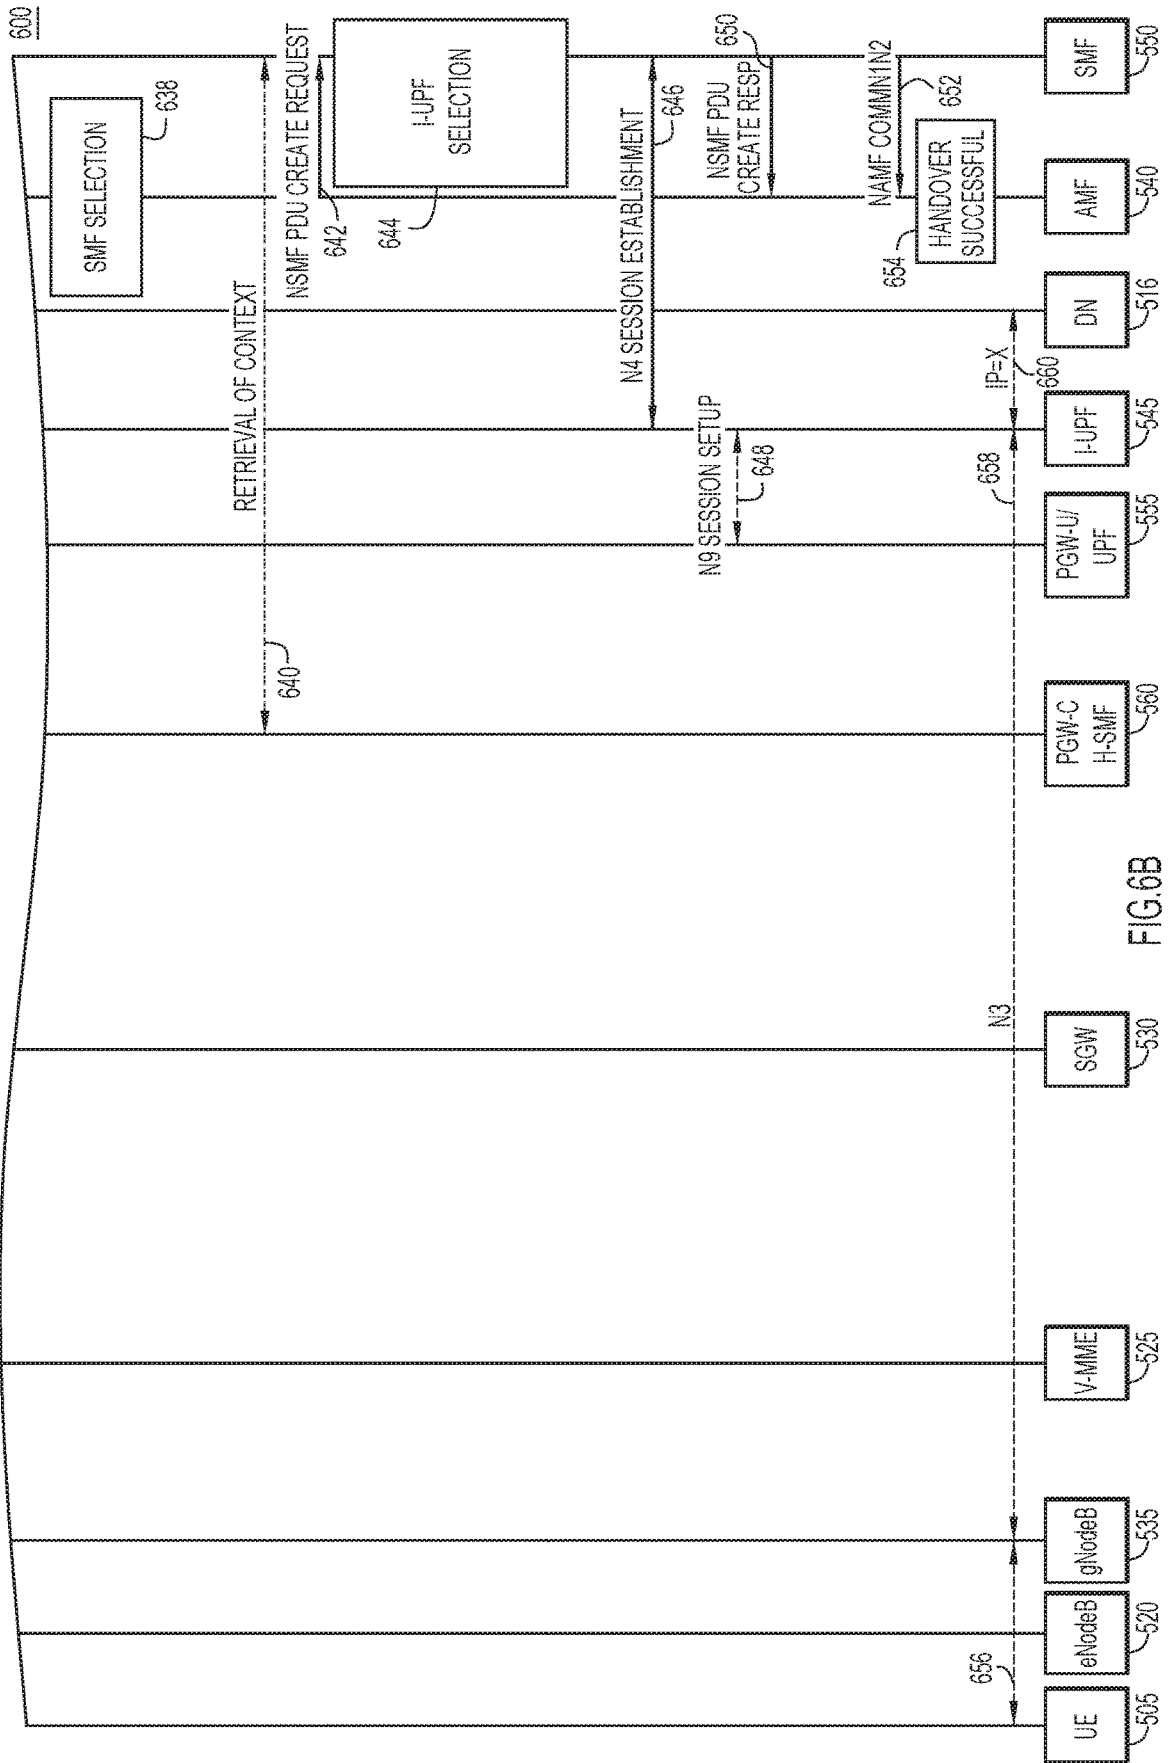 600
SMF SELECTION
638
RETRIEVAL OF CONTEXT
640
NSMF PDU CREATE REQUEST
642
I-UPF
SELECTION
644
N4 SESSION ESTABLISHMENT
646
N9 SESSION SETUP
648
NSMF PDU
CREATE RESP
650
NAMF COMMN1N2
652
HANDOVER
SUCCESSFUL
654
656
N3
658
IP=X
660
UE
505
eNodeB
520
gNodeB
535
V-MME
525
SGW
530
PGW-C
H-SMF
560
PGW-U/
UPF
555
I-UPF
545
DN
516
AMF
540
SMF
550
FIG.6B